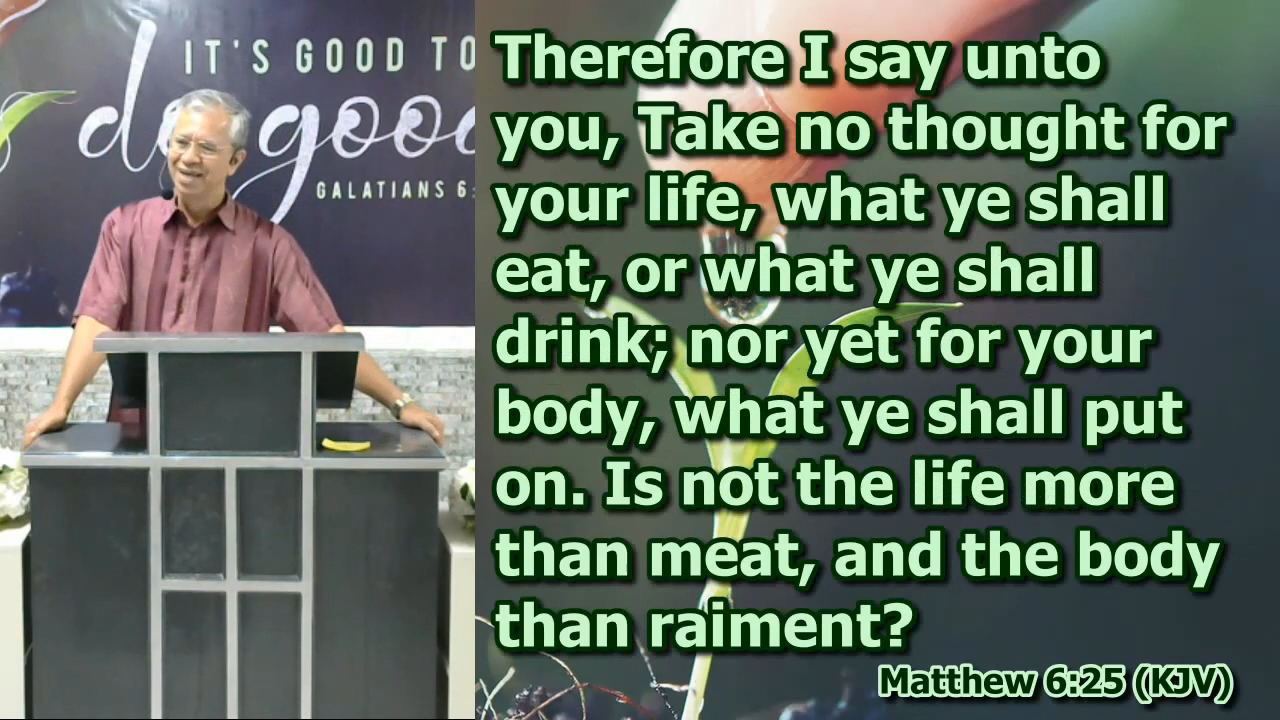 IT'S GOOD TO
do good
GALATIANS 6:
Therefore I say unto
you, Take no thought for
your life, what ye shall
eat, or what ye shall
drink; nor yet for your
body, what ye shall put
on. Is not the life more
than meat, and the body
than raiment?
Matthew 6:25 (KJV)